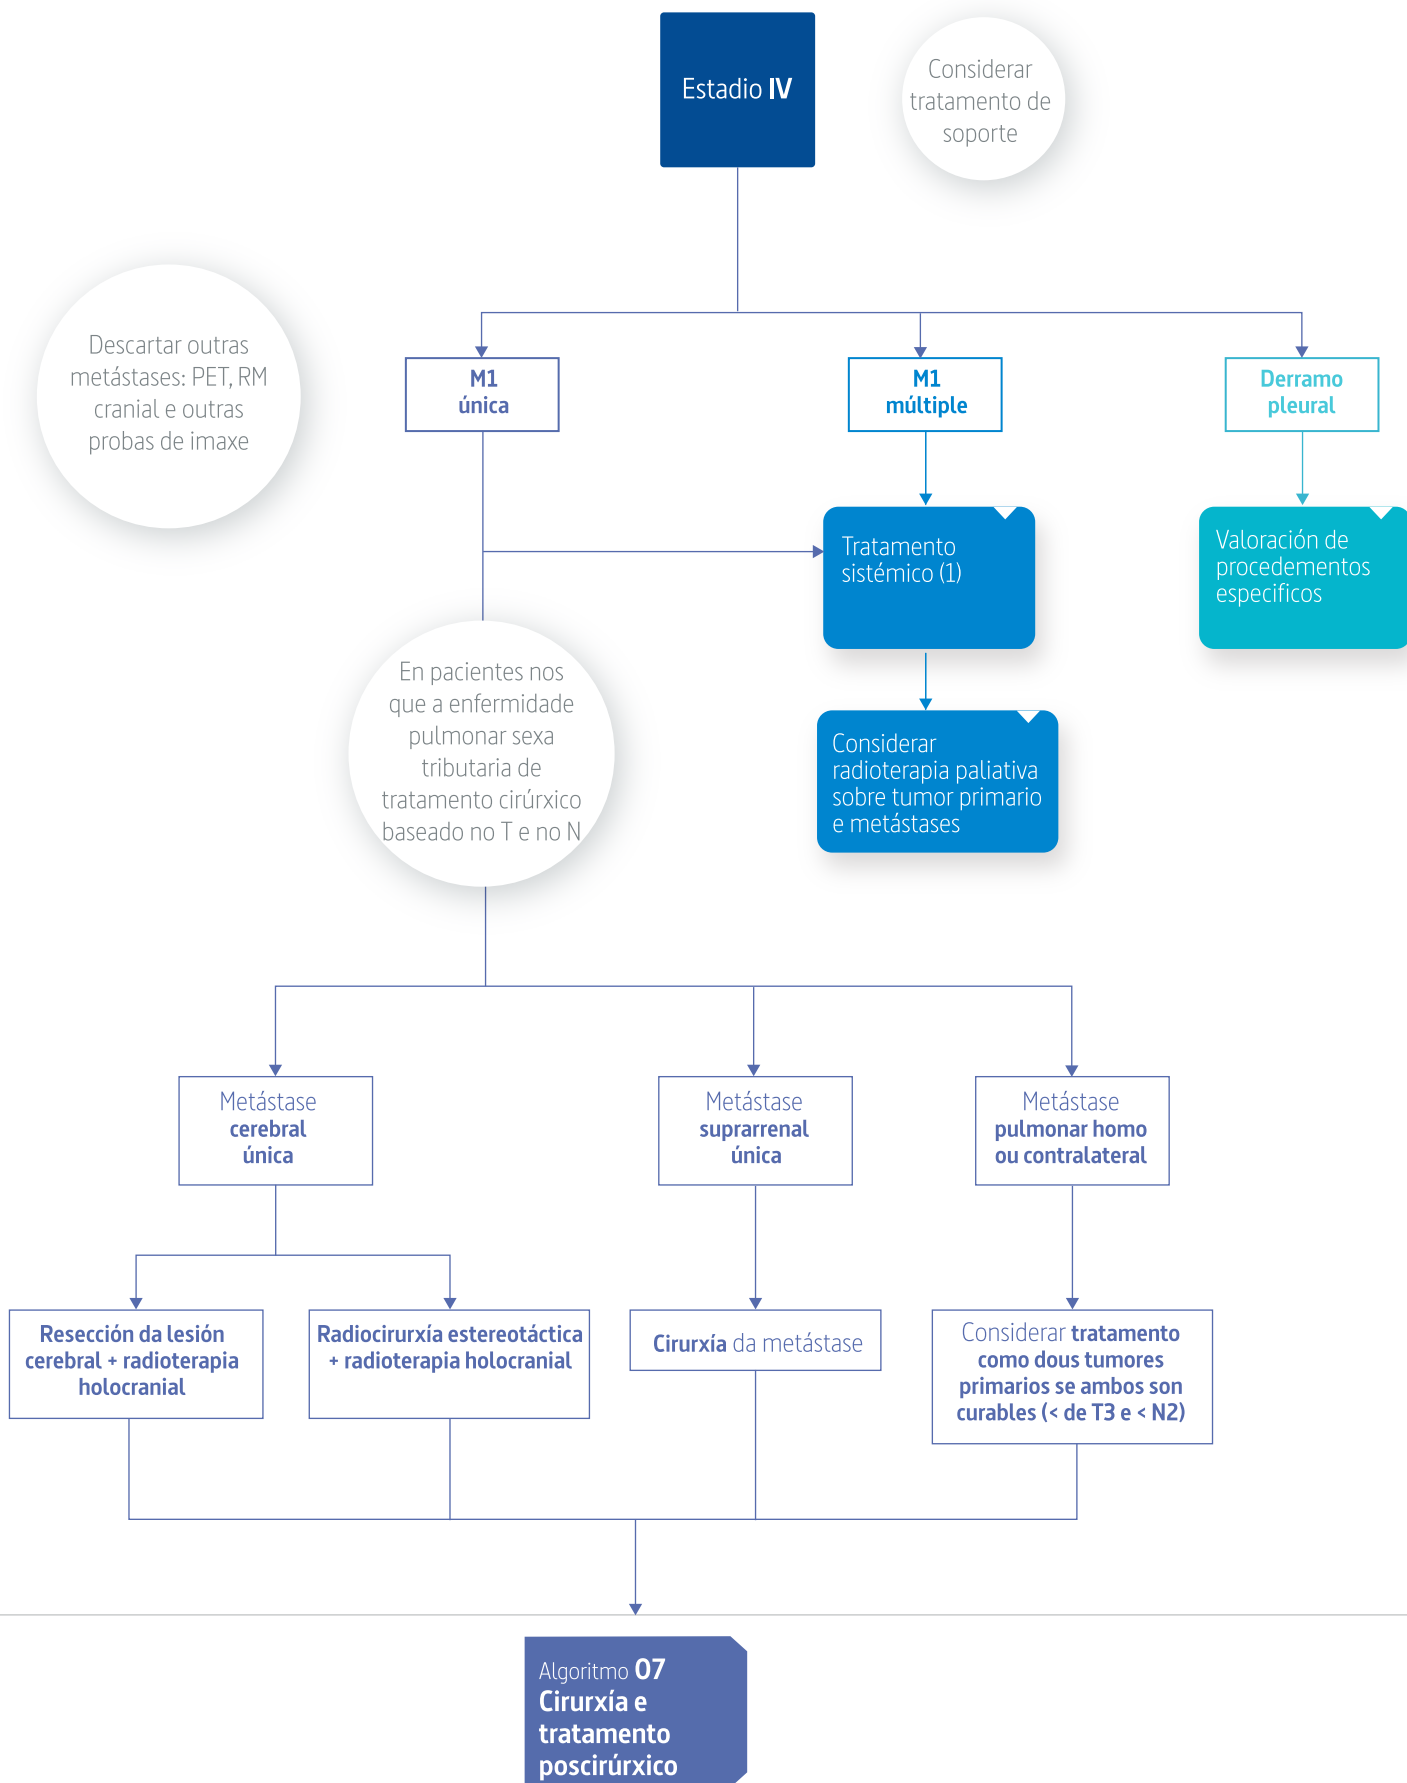 Estadio IV
Considerar
tratamento de
soporte
Descartar outras
metástases: PET, RM
cranial e outras
probas de imaxe
M1
única
M1
múltiple
Derramo
pleural
Tratamento
sistémico (1)
Valoración de
procedementos
especificos
En pacientes nos
que a enfermidade
pulmonar sexa
tributaria de
tratamento cirúrxico
baseado no T e no N
Considerar
radioterapia paliativa
sobre tumor primario
e metástases
Metástase
cerebral
única
Metástase
suprarrenal
única
Metástase
pulmonar homo
ou contralateral
Resección da lesión
cerebral + radioterapia
holocranial
Radiocirurxía estereotáctica
+ radioterapia holocranial
Cirurxía da metástase
Considerar tratamento
como dous tumores
primarios se ambos son
curables (< de T3 e < N2)
Algoritmo 07
Cirurxía e
tratamento
poscirúrxico